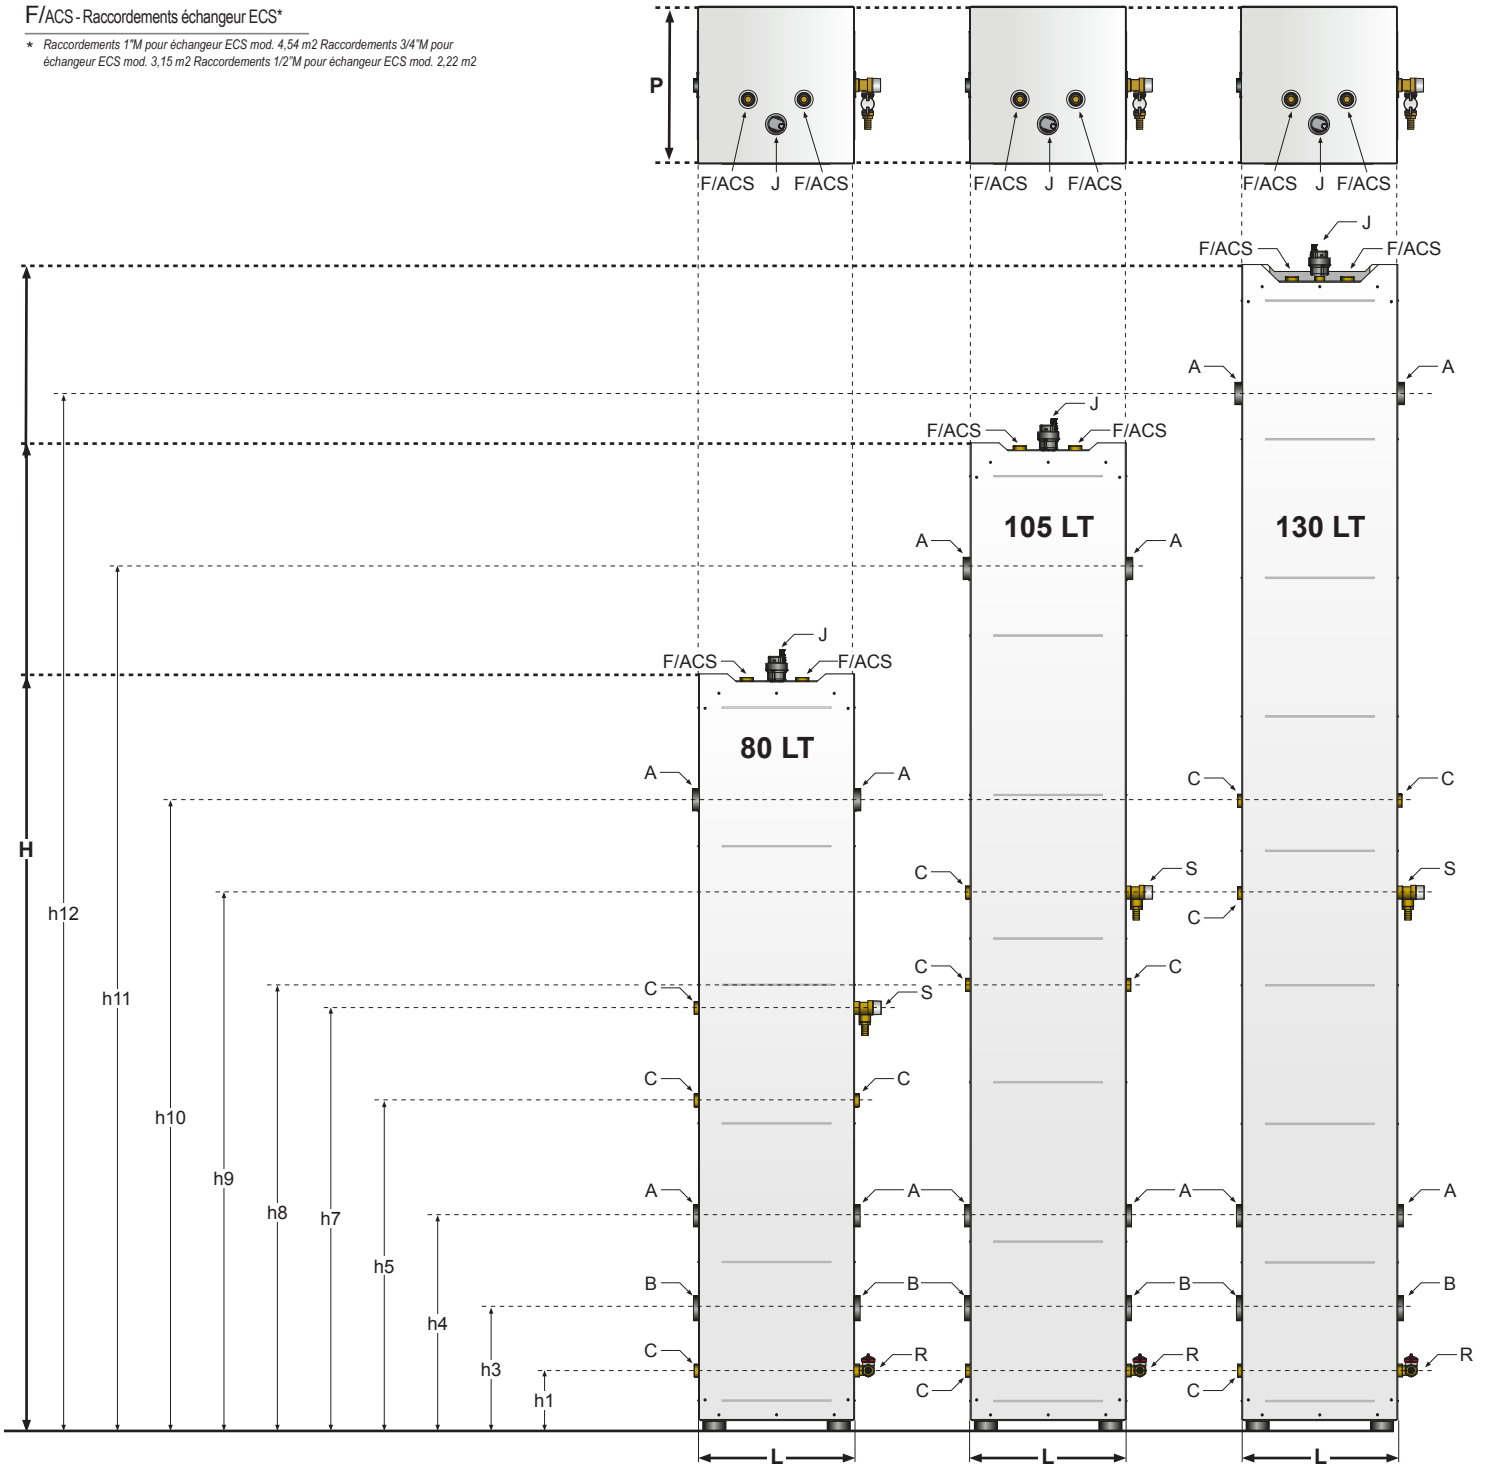 F/ACS - Raccordements échangeur ECS*
* Raccordements 1"M pour échangeur ECS mod. 4,54 m2 Raccordements 3/4"M pour
échangeur ECS mod. 3,15 m2 Raccordements 1/2"M pour échangeur ECS mod. 2,22 m2
P
F/ACS J F/ACS F/ACS J F/ACS F/ACS J F/ACS
J
F/ACS F/ACS
A A
J
F/ACS F/ACS
105 LT 130 LT
A A
J
F/ACS F/ACS
80 LT
A A C C
H
C S S
h12 C
C C
h11 C S
C C
h10
h9 A A A A
h8
h7
h5
B B B B
h4
C R R R
h3
C C
h1
L L L